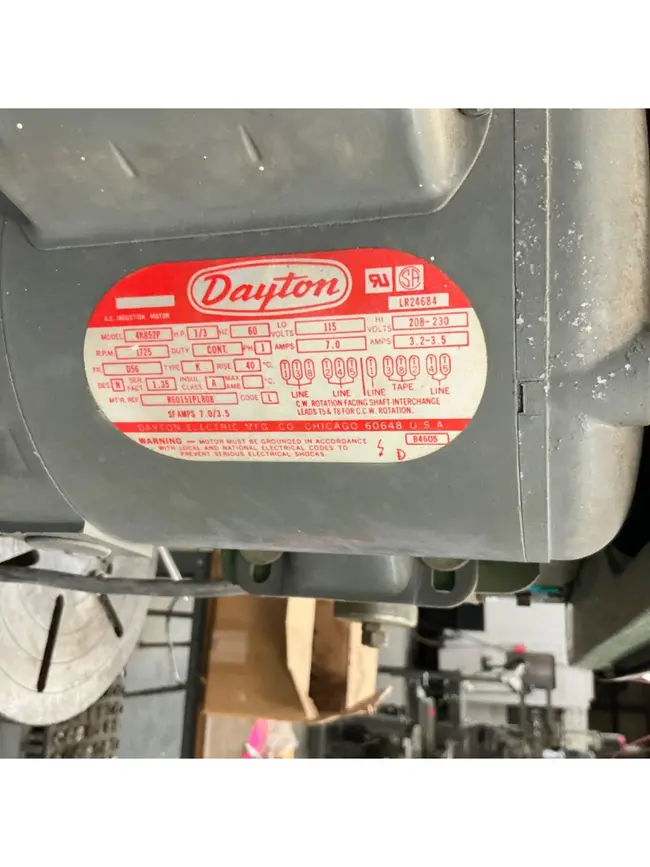 Dayton
LR24684
A.C. INDUCTION MOTOR
MODEL 4K852P H.P. 1/3 HZ 60 LO VOLTS 115 HI VOLTS 208-230
R.P.M. 1725 DUTY CONT. PH 1 AMPS 7.0 AMPS 3.2-3.5
FR. D56 TYPE K RISE 40 °C.
DES N SER. FACT. 1.35 INSUL. CLASS A MAX. AMB. °C.
MF'R. REF. CODE L
SF AMPS 7.0/3.5
LINE LINE LINE TAPE LINE
C.W. ROTATION FACING SHAFT-INTERCHANGE
LEADS T5 & T8 FOR C.C.W. ROTATION.
DAYTON ELECTRIC MFG. CO. CHICAGO 60648 U.S.A.
WARNING – MOTOR MUST BE GROUNDED IN ACCORDANCE
WITH LOCAL AND NATIONAL ELECTRICAL CODES TO
PREVENT SERIOUS ELECTRICAL SHOCKS.
84605